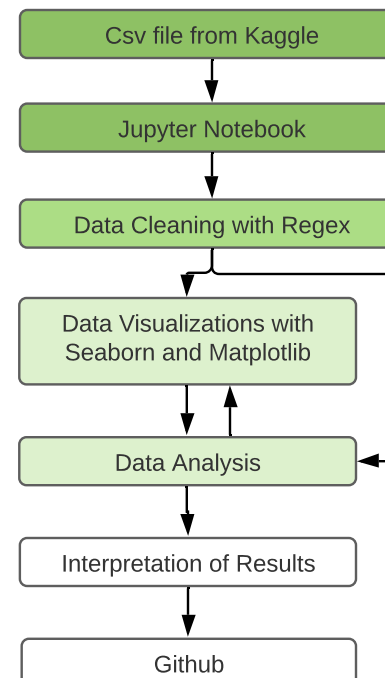 Csv file from Kaggle
Jupyter Notebook
Data Cleaning with Regex
Data Visualizations with
Seaborn and Matplotlib
Data Analysis
Interpretation of Results
Github